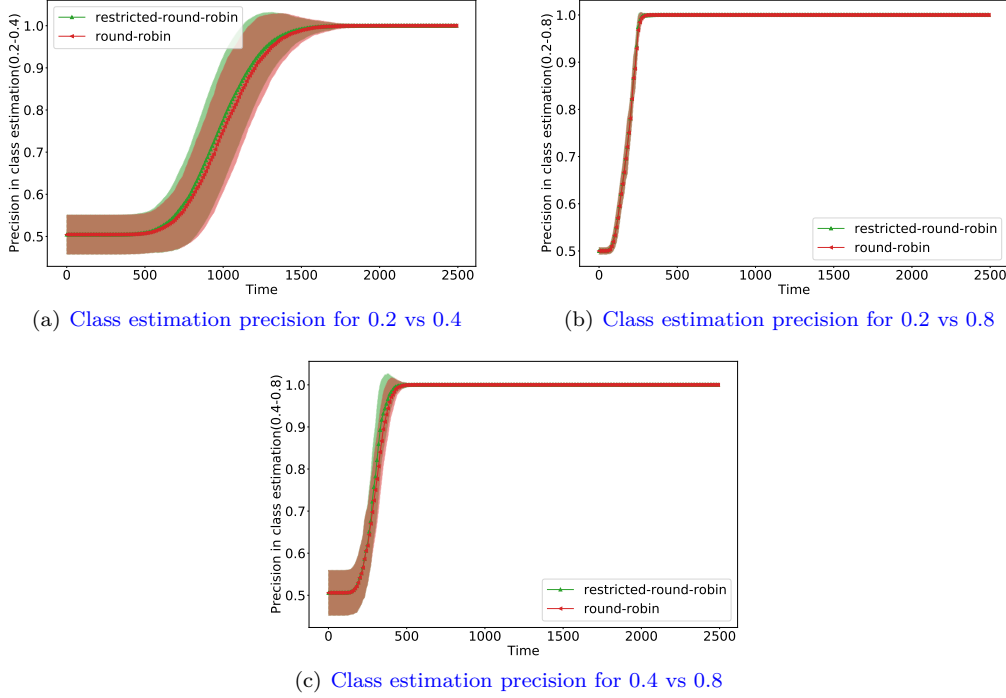 Precision in class estimation(0.2-0.4)
1.0
0.9
0.8
0.7
0.6
0.5
restricted-round-robin
round-robin
0 500 1000 1500 2000 2500
Time
(a) Class estimation precision for 0.2 vs 0.4
Precision in class estimation(0.2-0.8)
1.0
0.9
0.8
0.7
0.6
0.5
restricted-round-robin
round-robin
0 500 1000 1500 2000 2500
Time
(b) Class estimation precision for 0.2 vs 0.8
Precision in class estimation(0.4-0.8)
1.0
0.9
0.8
0.7
0.6
0.5
restricted-round-robin
round-robin
0 500 1000 1500 2000 2500
Time
(c) Class estimation precision for 0.4 vs 0.8